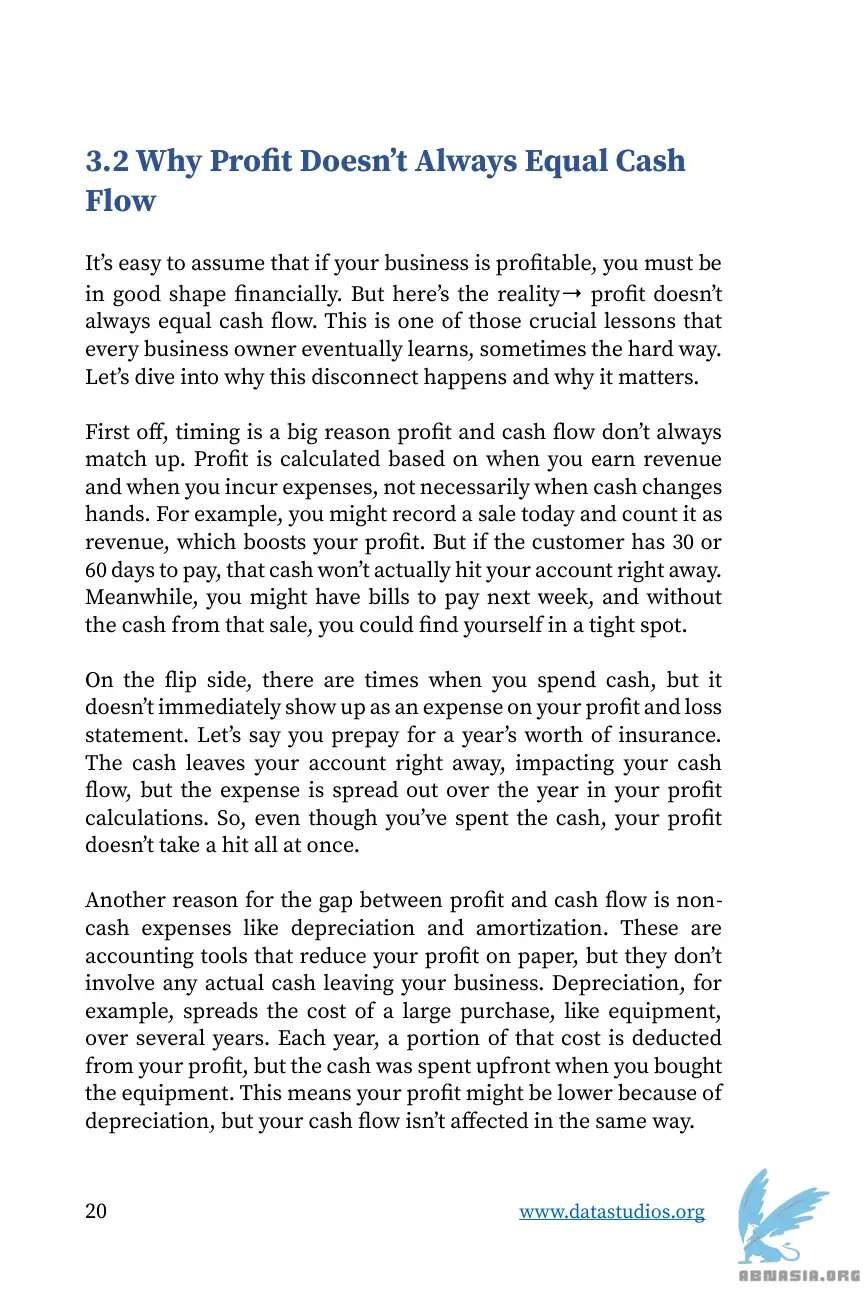 3.2 Why Profit Doesn’t Always Equal Cash
Flow
It’s easy to assume that if your business is profitable, you must be
in good shape financially. But here’s the reality→ profit doesn’t
always equal cash flow. This is one of those crucial lessons that
every business owner eventually learns, sometimes the hard way.
Let’s dive into why this disconnect happens and why it matters.
First off, timing is a big reason profit and cash flow don’t always
match up. Profit is calculated based on when you earn revenue
and when you incur expenses, not necessarily when cash changes
hands. For example, you might record a sale today and count it as
revenue, which boosts your profit. But if the customer has 30 or
60 days to pay, that cash won’t actually hit your account right away.
Meanwhile, you might have bills to pay next week, and without
the cash from that sale, you could find yourself in a tight spot.
On the flip side, there are times when you spend cash, but it
doesn’t immediately show up as an expense on your profit and loss
statement. Let’s say you prepay for a year’s worth of insurance.
The cash leaves your account right away, impacting your cash
flow, but the expense is spread out over the year in your profit
calculations. So, even though you’ve spent the cash, your profit
doesn’t take a hit all at once.
Another reason for the gap between profit and cash flow is non-
cash expenses like depreciation and amortization. These are
accounting tools that reduce your profit on paper, but they don’t
involve any actual cash leaving your business. Depreciation, for
example, spreads the cost of a large purchase, like equipment,
over several years. Each year, a portion of that cost is deducted
from your profit, but the cash was spent upfront when you bought
the equipment. This means your profit might be lower because of
depreciation, but your cash flow isn’t affected in the same way.
20 www.datastudios.org
ABNASIA.ORG